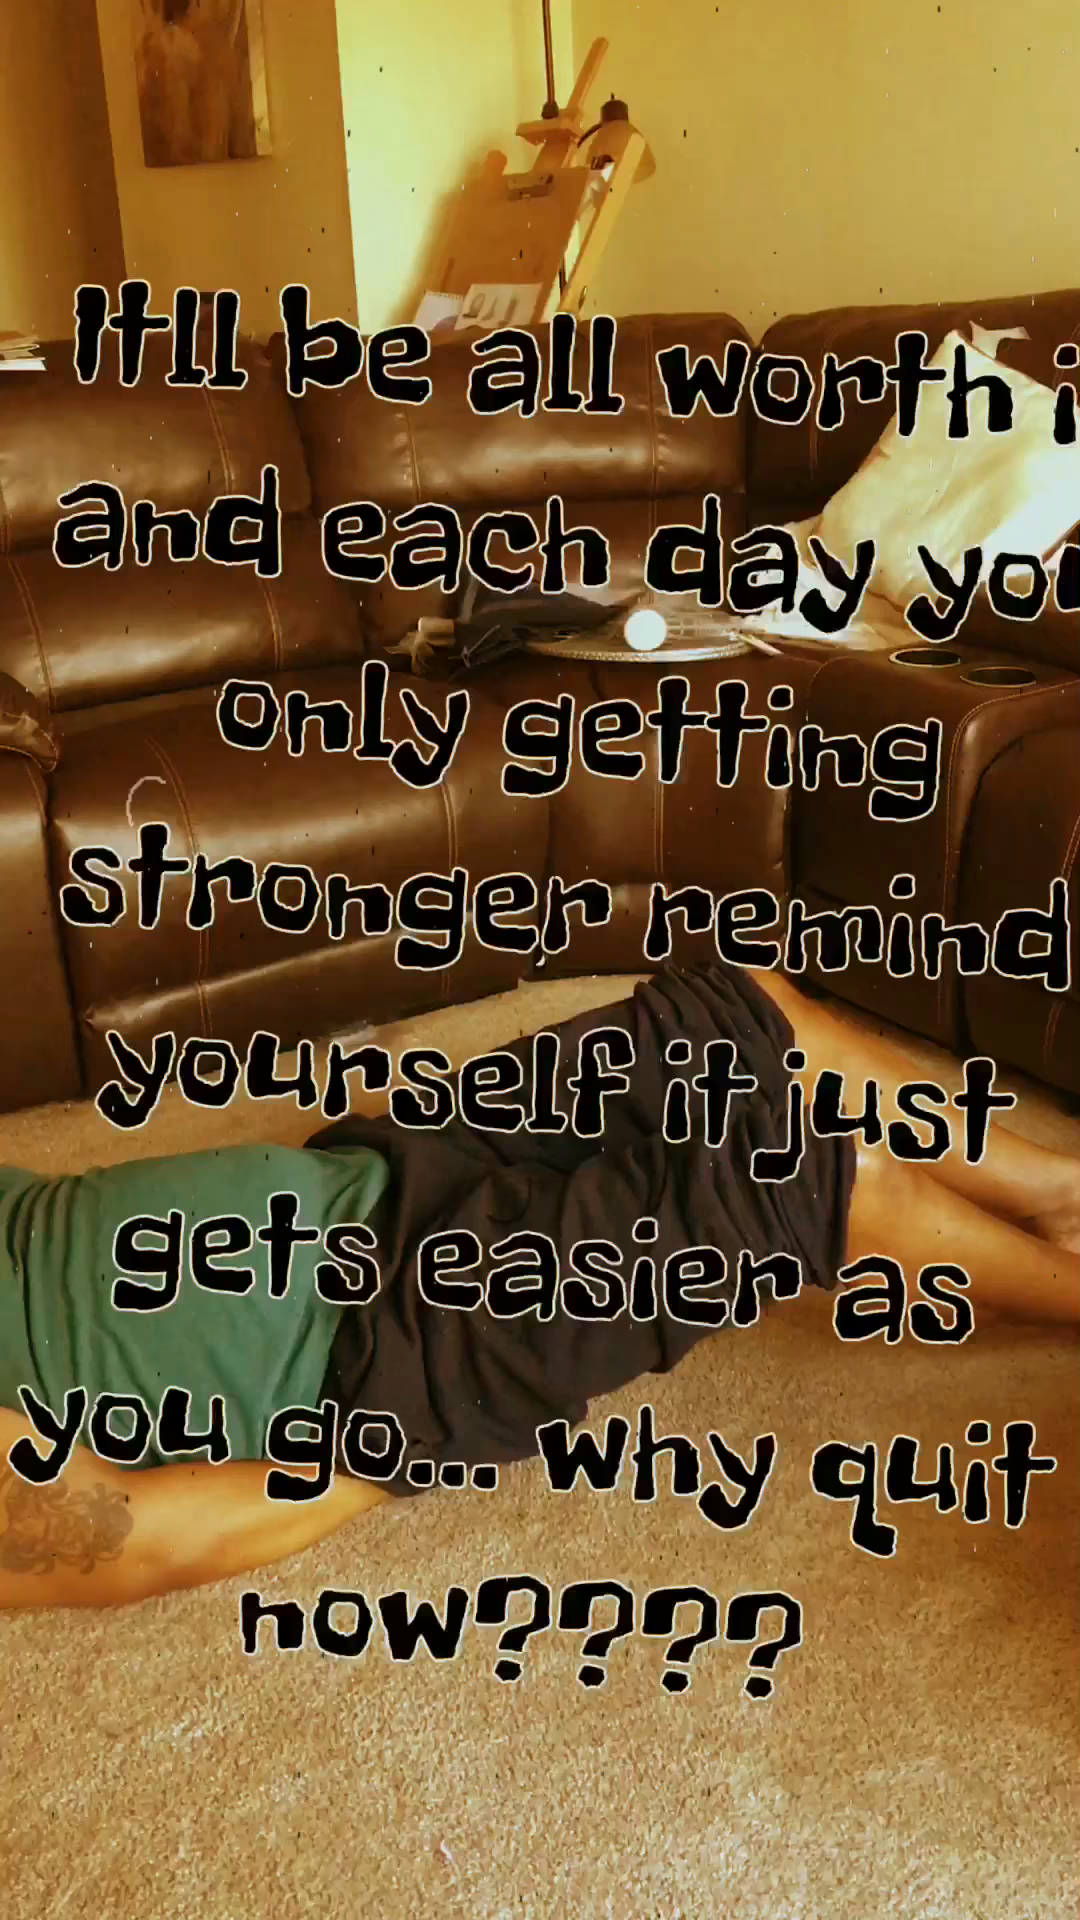 Itll be all worth i
and each day you
only getting
stronger remind
yourself it just
gets easier as
you go... why quit
now????